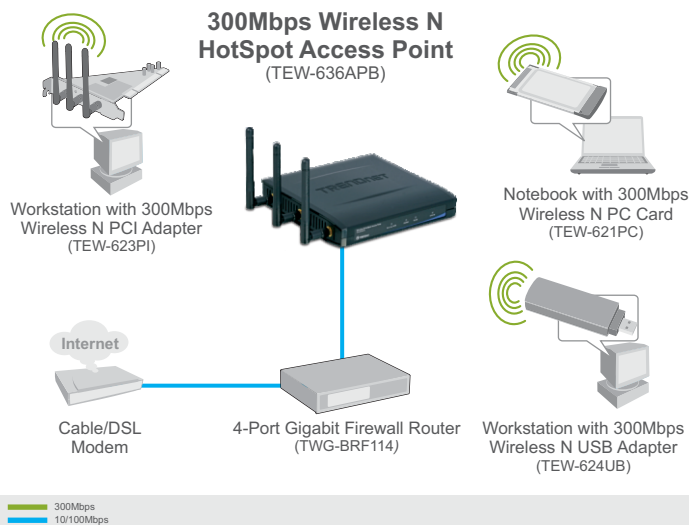 300Mbps Wireless N
HotSpot Access Point
(TEW-636APB)
Workstation with 300Mbps
Wireless N PCI Adapter
(TEW-623PI)
TRENDnet
Notebook with 300Mbps
Wireless N PC Card
(TEW-621PC)
Internet
Cable/DSL
Modem
4-Port Gigabit Firewall Router
(TWG-BRF114)
Workstation with 300Mbps
Wireless N USB Adapter
(TEW-624UB)
300Mbps
10/100Mbps